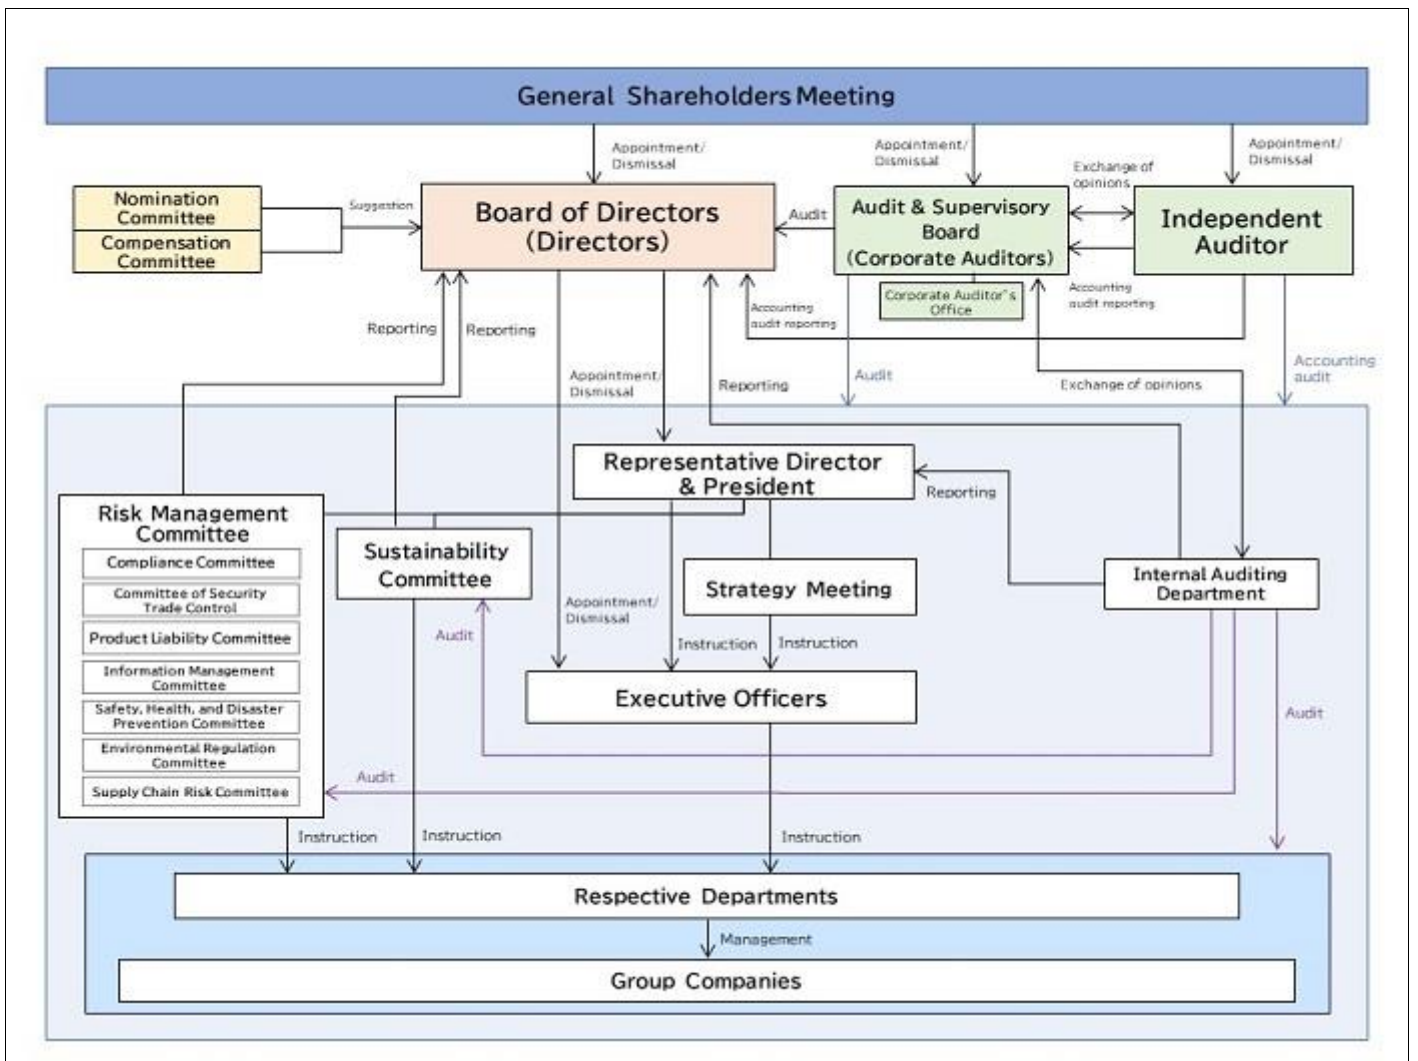 General Shareholders Meeting
Appointment/
Dismissal
Appointment/
Dismissal
Appointment/
Dismissal
Nomination
Committee
Compensation
Committee
Suggestion
Board of Directors
(Directors)
Audit
Audit & Supervisory
Board
(Corporate Auditors)
Corporate Auditor's
Office
Exchange of
opinions
Independent
Auditor
Accounting
audit reporting
Reporting
Reporting
Accounting
audit reporting
Appointment/
Dismissal
Reporting
Audit
Exchange of opinions
Accounting
audit
Representative Director
& President
Reporting
Risk Management
Committee
Compliance Committee
Committee of Security
Trade Control
Product Liability Committee
Information Management
Committee
Safety, Health, and Disaster
Prevention Committee
Environmental Regulation
Committee
Supply Chain Risk Committee
Sustainability
Committee
Strategy Meeting
Internal Auditing
Department
Audit
Appointment/
Dismissal
Instruction
Instruction
Executive Officers
Audit
Audit
Instruction
Instruction
Instruction
Respective Departments
Management
Group Companies